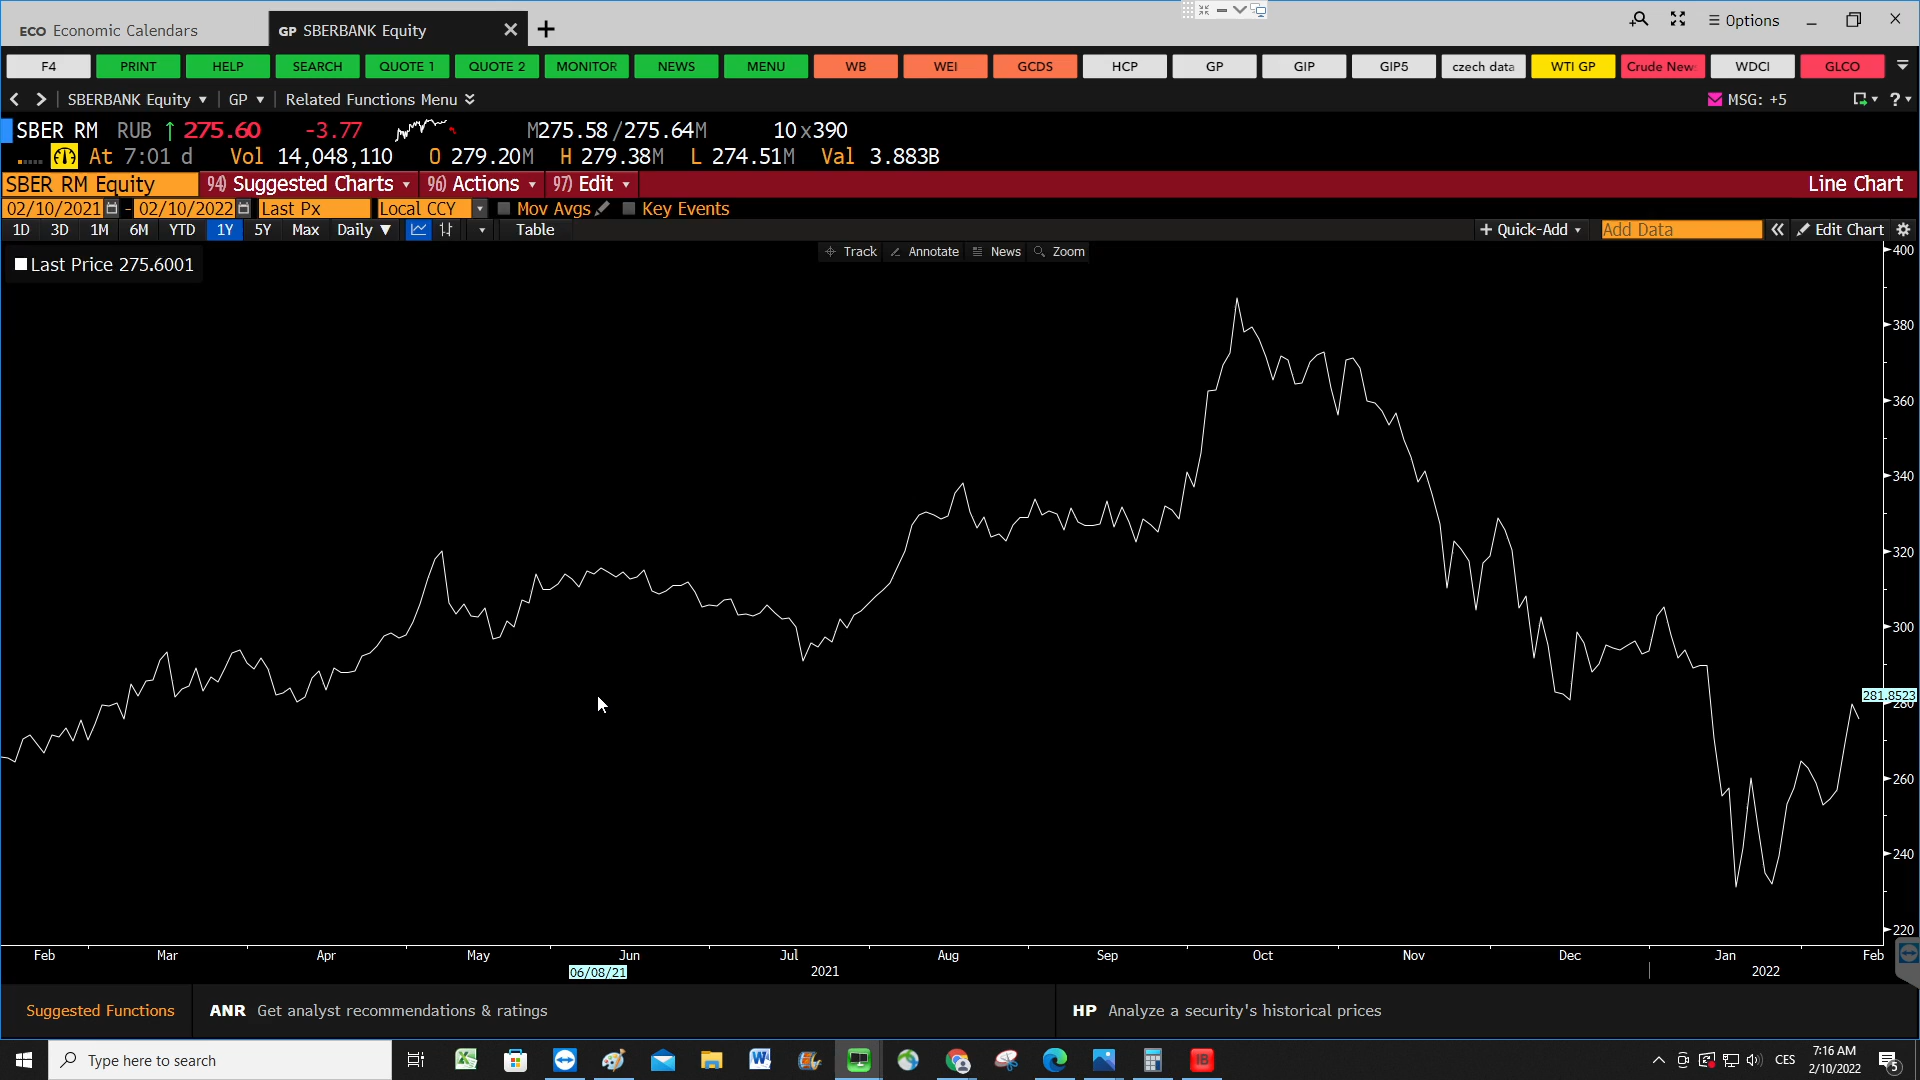 ECO Economic Calendars
GP SBERBANK Equity
Options
F4 PRINT HELP SEARCH QUOTE 1 QUOTE 2 MONITOR NEWS MENU WB WEI GCDS HCP GP GIP GIP5 czech data WTI GP Crude New WDCI GLCO
SBERBANK Equity GP Related Functions Menu MSG: +5 ?
SBER RM RUB ↑ 275.60 -3.77 M275.58/275.64M 10x390
At 7:01 d Vol 14,048,110 O 279.20M H 279.38M L 274.51M Val 3.883B
SBER RM Equity 94) Suggested Charts 96) Actions 97) Edit Line Chart
02/10/2021 - 02/10/2022 Last Px Local CCY Mov Avgs Key Events
1D 3D 1M 6M YTD 1Y 5Y Max Daily ▼ Table + Quick-Add Add Data « Edit Chart
Track Annotate News Zoom
Last Price 275.6001
400
380
360
340
320
300
281.8523
280
260
240
220
Feb Mar Apr May Jun Jul Aug Sep Oct Nov Dec Jan Feb
06/08/21 2021 2022
Suggested Functions ANR Get analyst recommendations & ratings HP Analyze a security's historical prices
Type here to search
CES
7:16 AM
2/10/2022
5